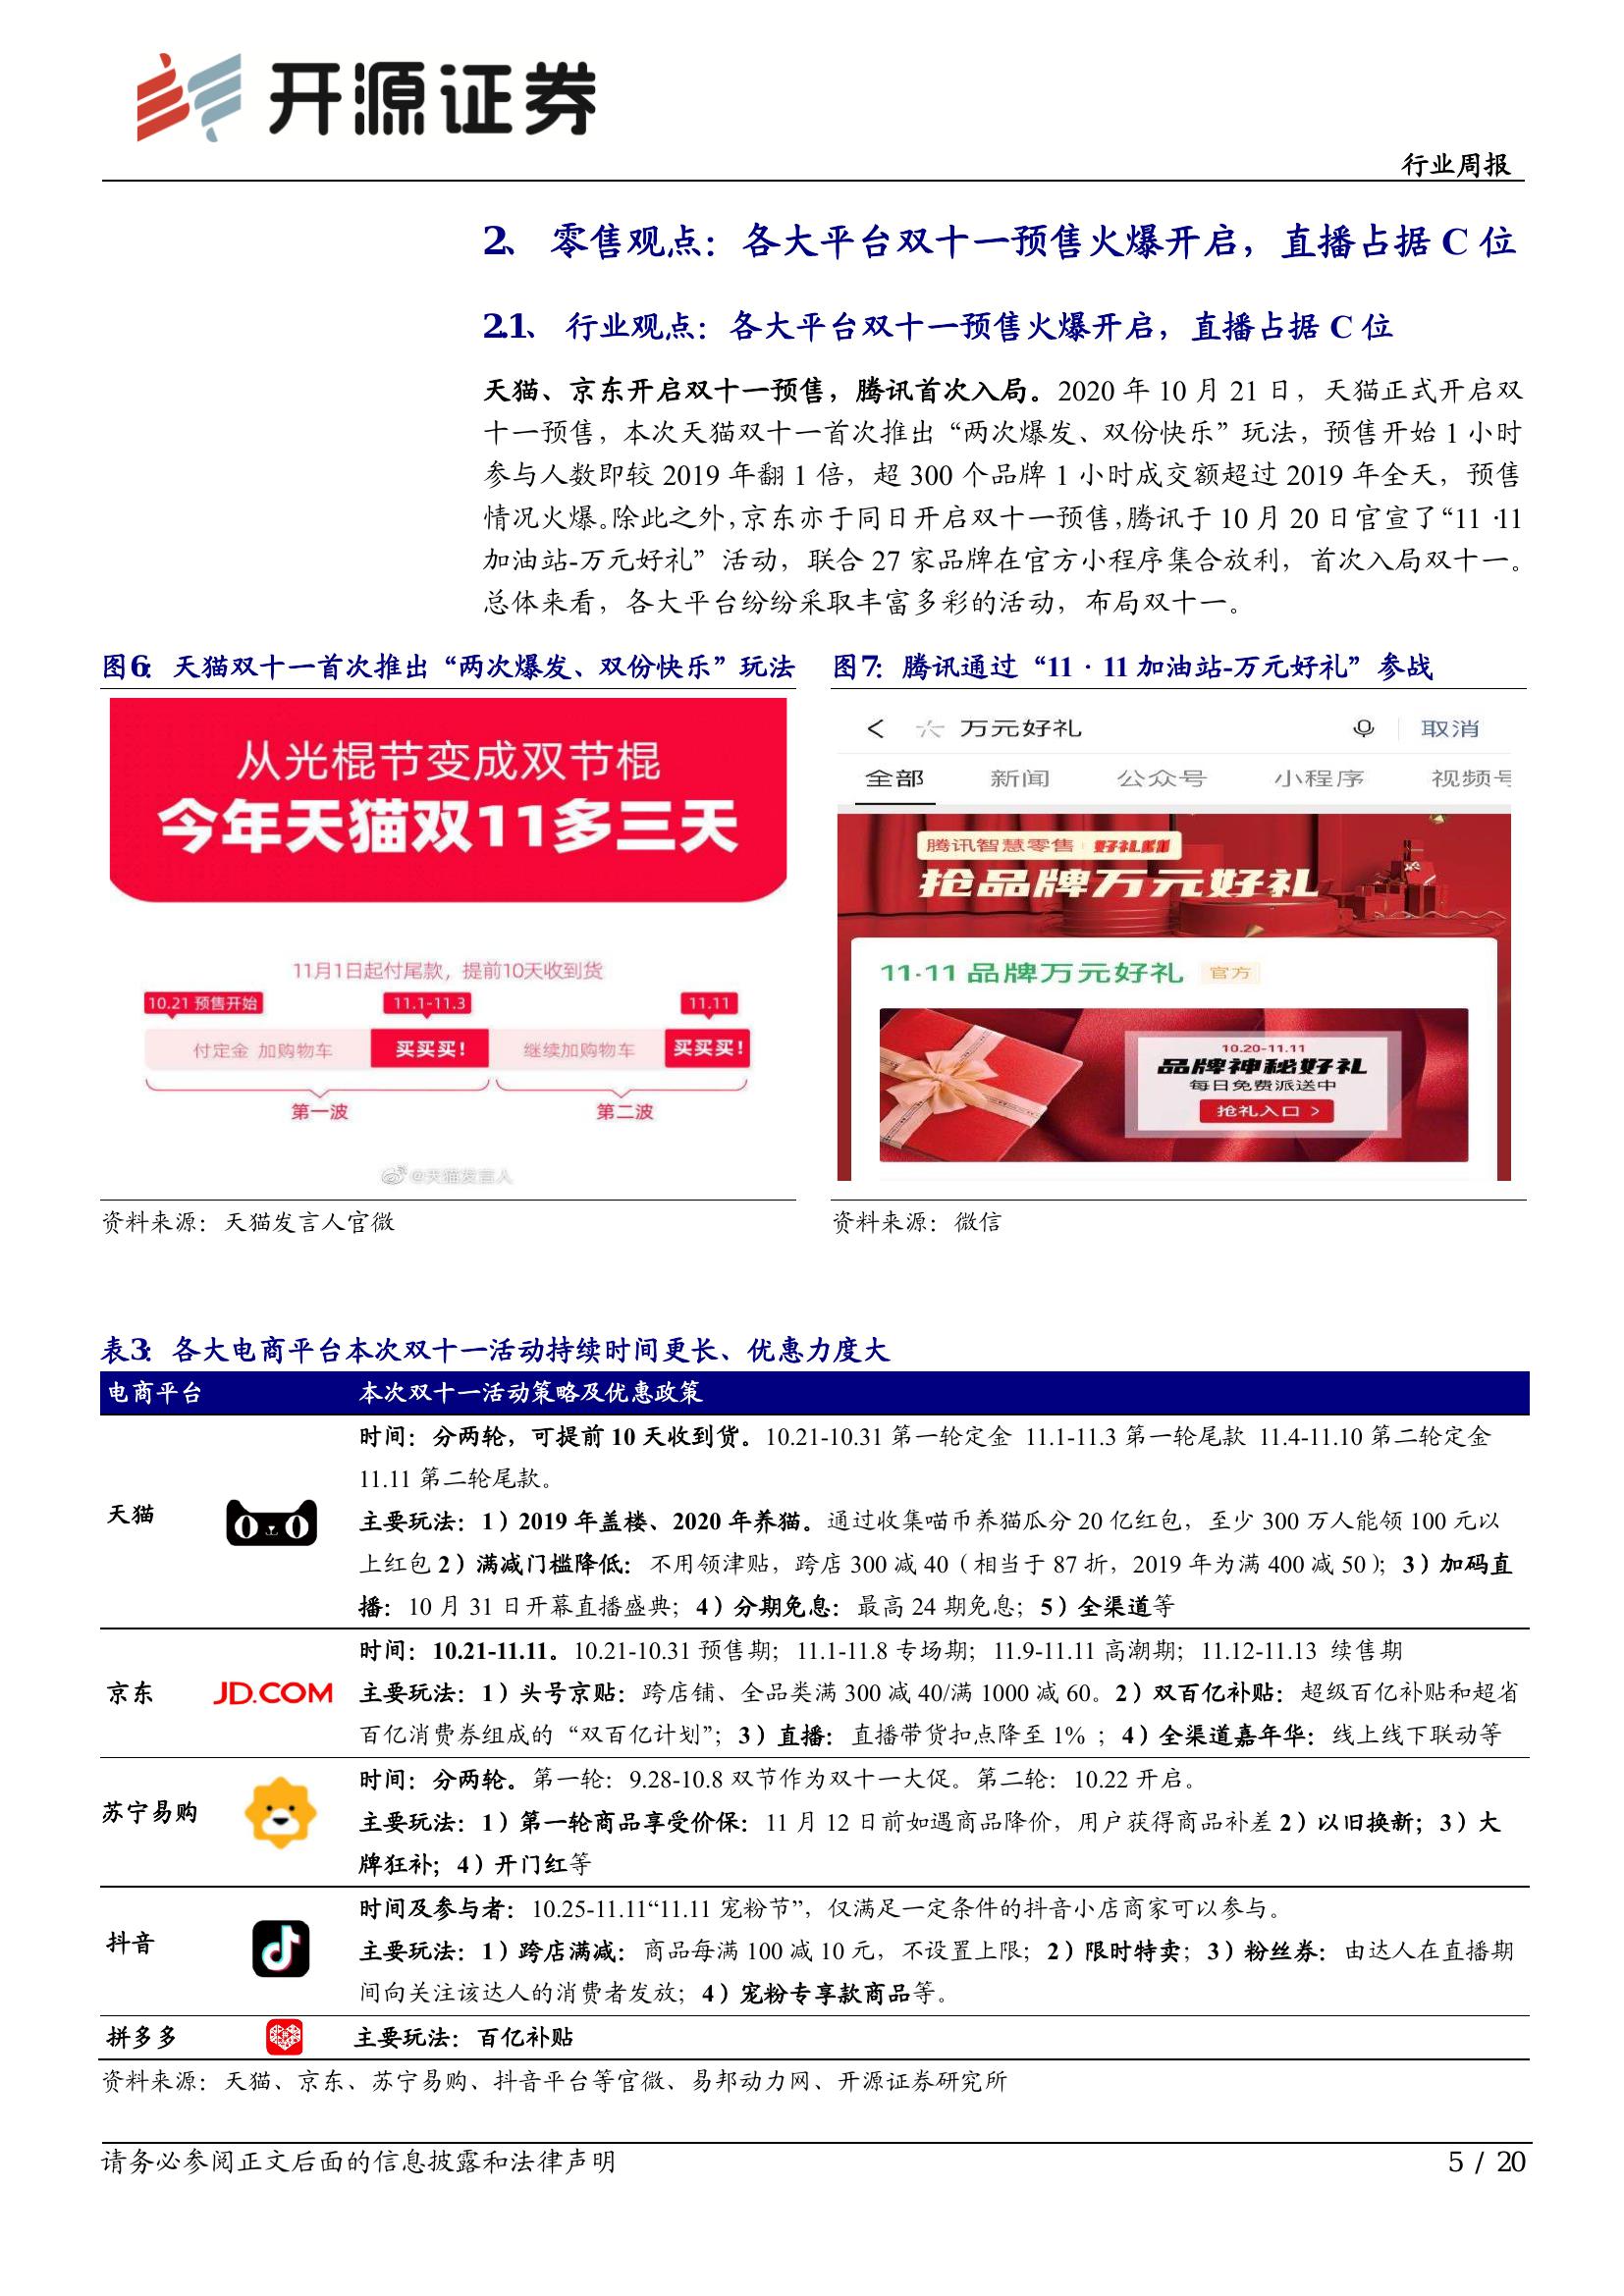 开源证券
行业周报
2、 零售观点：各大平台双十一预售火爆开启，直播占据 C 位
2.1、 行业观点：各大平台双十一预售火爆开启，直播占据 C 位
天猫、京东开启双十一预售，腾讯首次入局。2020 年 10 月 21 日，天猫正式开启双
十一预售，本次天猫双十一首次推出“两次爆发、双份快乐”玩法，预售开始 1 小时
参与人数即较 2019 年翻 1 倍，超 300 个品牌 1 小时成交额超过 2019 年全天，预售
情况火爆。除此之外，京东亦于同日开启双十一预售，腾讯于 10 月 20 日官宣了“11·11
加油站-万元好礼”活动，联合 27 家品牌在官方小程序集合放利，首次入局双十一。
总体来看，各大平台纷纷采取丰富多彩的活动，布局双十一。
图6：天猫双十一首次推出“两次爆发、双份快乐”玩法
从光棍节变成双节棍
今年天猫双11多三天
11月1日起付尾款，提前10天收到货
10.21 预售开始 11.1-11.3 11.11
付定金 加购物车 买买买！ 继续加购物车 买买买！
第一波 第二波
@天猫发言人
资料来源：天猫发言人官微
图7：腾讯通过“11·11 加油站-万元好礼”参战
万元好礼 取消
全部 新闻 公众号 小程序 视频号
腾讯智慧零售
抢品牌万元好礼
11·11 品牌万元好礼 官方
10.20-11.11
品牌神秘好礼
每日免费派送中
抢礼入口 >
资料来源：微信
表3：各大电商平台本次双十一活动持续时间更长、优惠力度大
电商平台 本次双十一活动策略及优惠政策
天猫
时间：分两轮，可提前 10 天收到货。10.21-10.31 第一轮定金 11.1-11.3 第一轮尾款 11.4-11.10 第二轮定金
11.11 第二轮尾款。
主要玩法：1）2019 年盖楼、2020 年养猫。通过收集喵币养猫瓜分 20 亿红包，至少 300 万人能领 100 元以
上红包 2）满减门槛降低：不用领津贴，跨店 300 减 40（相当于 87 折，2019 年为满 400 减 50）；3）加码直
播：10 月 31 日开幕直播盛典；4）分期免息：最高 24 期免息；5）全渠道等
京东 JD.COM
时间：10.21-11.11。10.21-10.31 预售期；11.1-11.8 专场期；11.9-11.11 高潮期；11.12-11.13 续售期
主要玩法：1）头号京贴：跨店铺、全品类满 300 减 40/满 1000 减 60。2）双百亿补贴：超级百亿补贴和超省
百亿消费券组成的“双百亿计划”；3）直播：直播带货扣点降至 1% ；4）全渠道嘉年华：线上线下联动等
苏宁易购
时间：分两轮。第一轮：9.28-10.8 双节作为双十一大促。第二轮：10.22 开启。
主要玩法：1）第一轮商品享受价保：11 月 12 日前如遇商品降价，用户获得商品补差 2）以旧换新；3）大
牌狂补；4）开门红等
抖音
时间及参与者：10.25-11.11“11.11 宠粉节”，仅满足一定条件的抖音小店商家可以参与。
主要玩法：1）跨店满减：商品每满 100 减 10 元，不设置上限；2）限时特卖；3）粉丝券：由达人在直播期
间向关注该达人的消费者发放；4）宠粉专享款商品等。
拼多多 主要玩法：百亿补贴
资料来源：天猫、京东、苏宁易购、抖音平台等官微、易邦动力网、开源证券研究所
请务必参阅正文后面的信息披露和法律声明 5 / 20